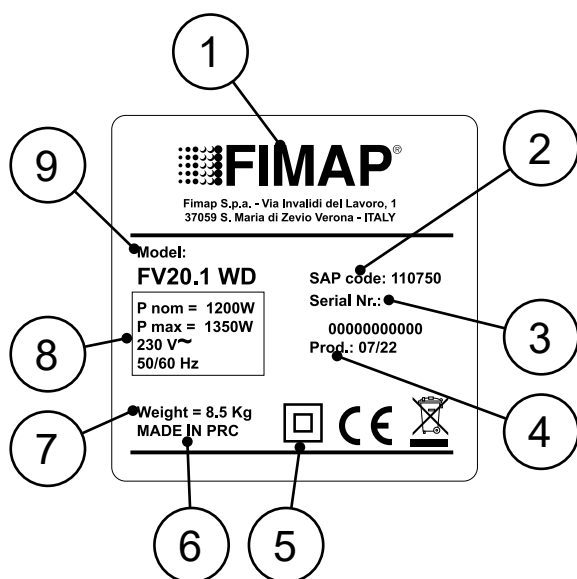 1
FIMAP®
Fimap S.p.a. - Via Invalidi del Lavoro, 1
37059 S. Maria di Zevio Verona - ITALY
9
2
Model:
FV20.1 WD
SAP code: 110750
Serial Nr.:
00000000000
Prod.: 07/22
3
P nom = 1200W
P max = 1350W
230 V~
50/60 Hz
8
4
Weight = 8.5 Kg
MADE IN PRC
CE
7
6
5